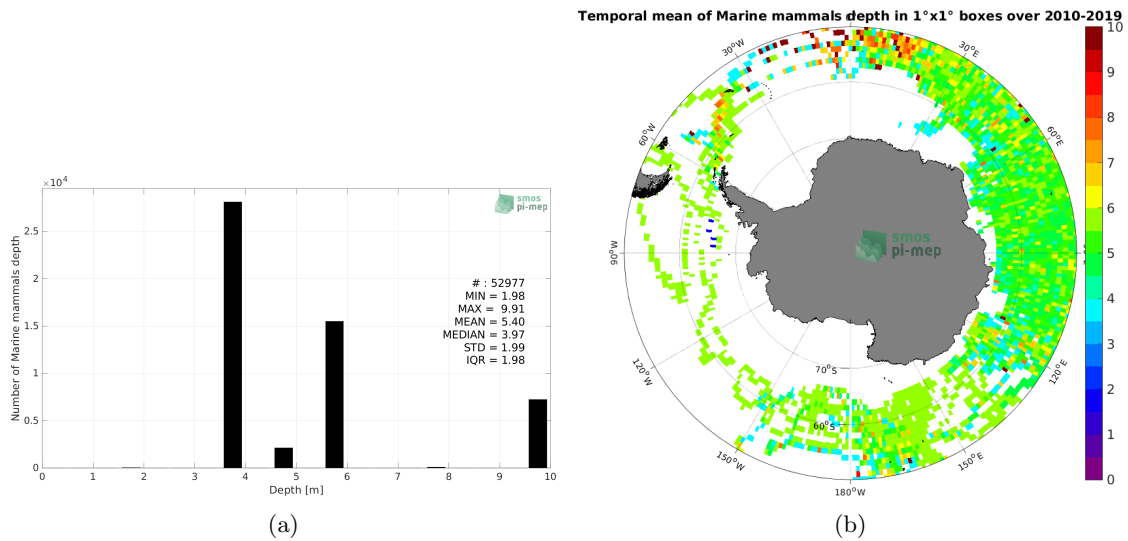 Temporal mean of Marine mammals depth in 1°x1° boxes over 2010-2019
×10⁴
2.5
2
1.5
1
0.5
0
Number of Marine mammals depth
0 1 2 3 4 5 6 7 8 9 10
Depth [m]
smos
pi-mep
# : 52977
MIN = 1.98
MAX = 9.91
MEAN = 5.40
MEDIAN = 3.97
STD = 1.99
IQR = 1.98
(a)
30°W
30°E
60°W
60°E
90°W
120°W
120°E
150°W
150°E
180°W
70°S
60°S
smos
pi-mep
10
9
8
7
6
5
4
3
2
1
0
(b)